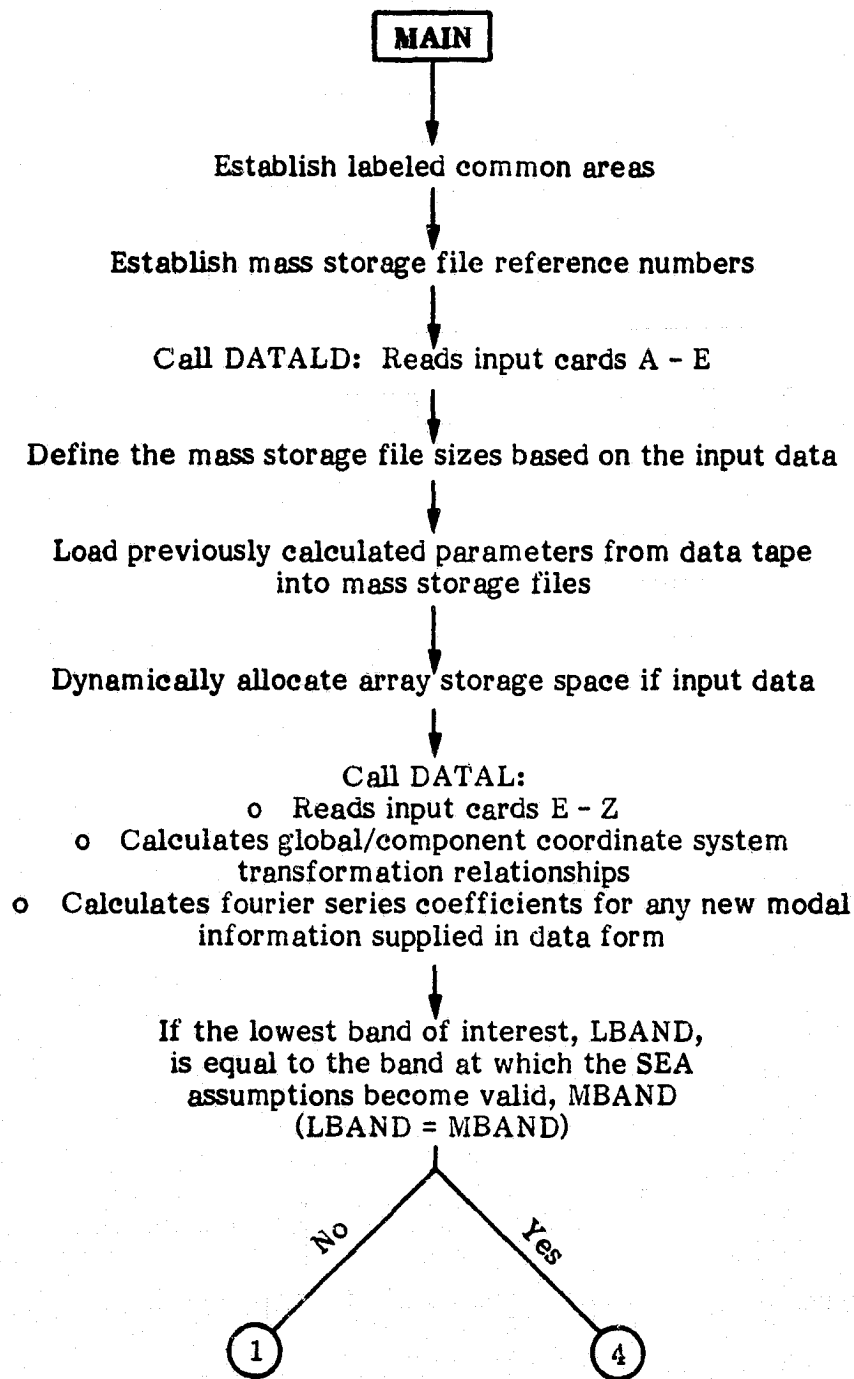 MAIN
Establish labeled common areas
Establish mass storage file reference numbers
Call DATALD: Reads input cards A - E
Define the mass storage file sizes based on the input data
Load previously calculated parameters from data tape
into mass storage files
Dynamically allocate array storage space if input data
Call DATAL:
o Reads input cards E - Z
o Calculates global/component coordinate system
transformation relationships
o Calculates fourier series coefficients for any new modal
information supplied in data form
If the lowest band of interest, LBAND,
is equal to the band at which the SEA
assumptions become valid, MBAND
(LBAND = MBAND)
No
Yes
1
4